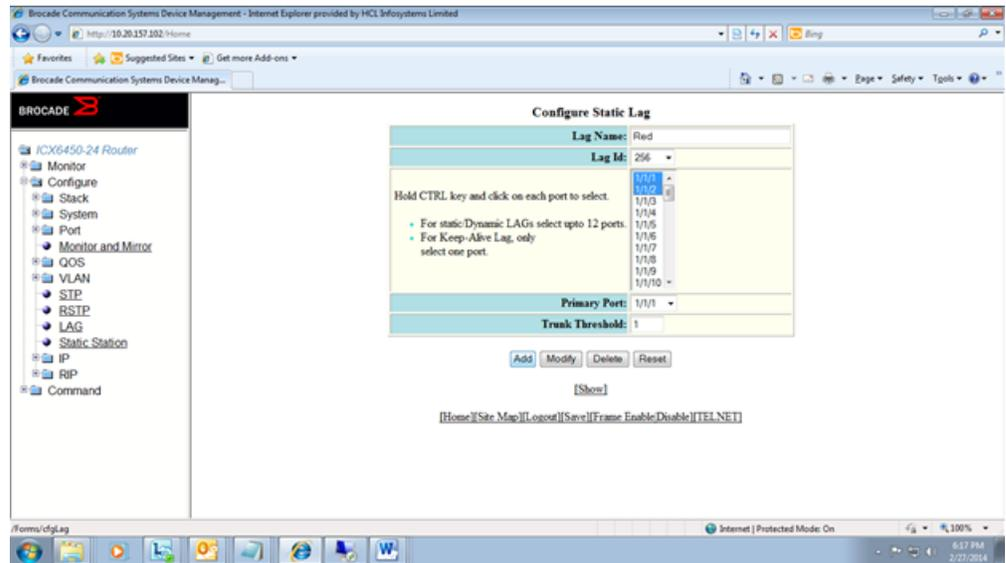 Brocade Communication Systems Device Management - Internet Explorer provided by HCL Infosystems Limited
http://10.20.157.102/Home
Bing
Favorites Suggested Sites Get more Add-ons
Brocade Communication Systems Device Manag...
Page Safety Tools
BROCADE
ICX6450-24 Router
Monitor
Configure
Stack
System
Port
Monitor and Mirror
QOS
VLAN
STP
RSTP
LAG
Static Station
IP
RIP
Command
Configure Static Lag
Lag Name: Red
Lag Id: 256
Hold CTRL key and click on each port to select.
For static/Dynamic LAGs select upto 12 ports.
For Keep-Alive Lag, only
select one port.
1/1/1
1/1/2
1/1/3
1/1/4
1/1/5
1/1/6
1/1/7
1/1/8
1/1/9
1/1/10
Primary Port: 1/1/1
Trunk Threshold: 1
Add Modify Delete Reset
[Show]
[Home][Site Map][Logout][Save][Frame Enable|Disable][TELNET]
/Forms/cfgLag
Internet | Protected Mode: On
100%
6:17 PM
2/27/2014